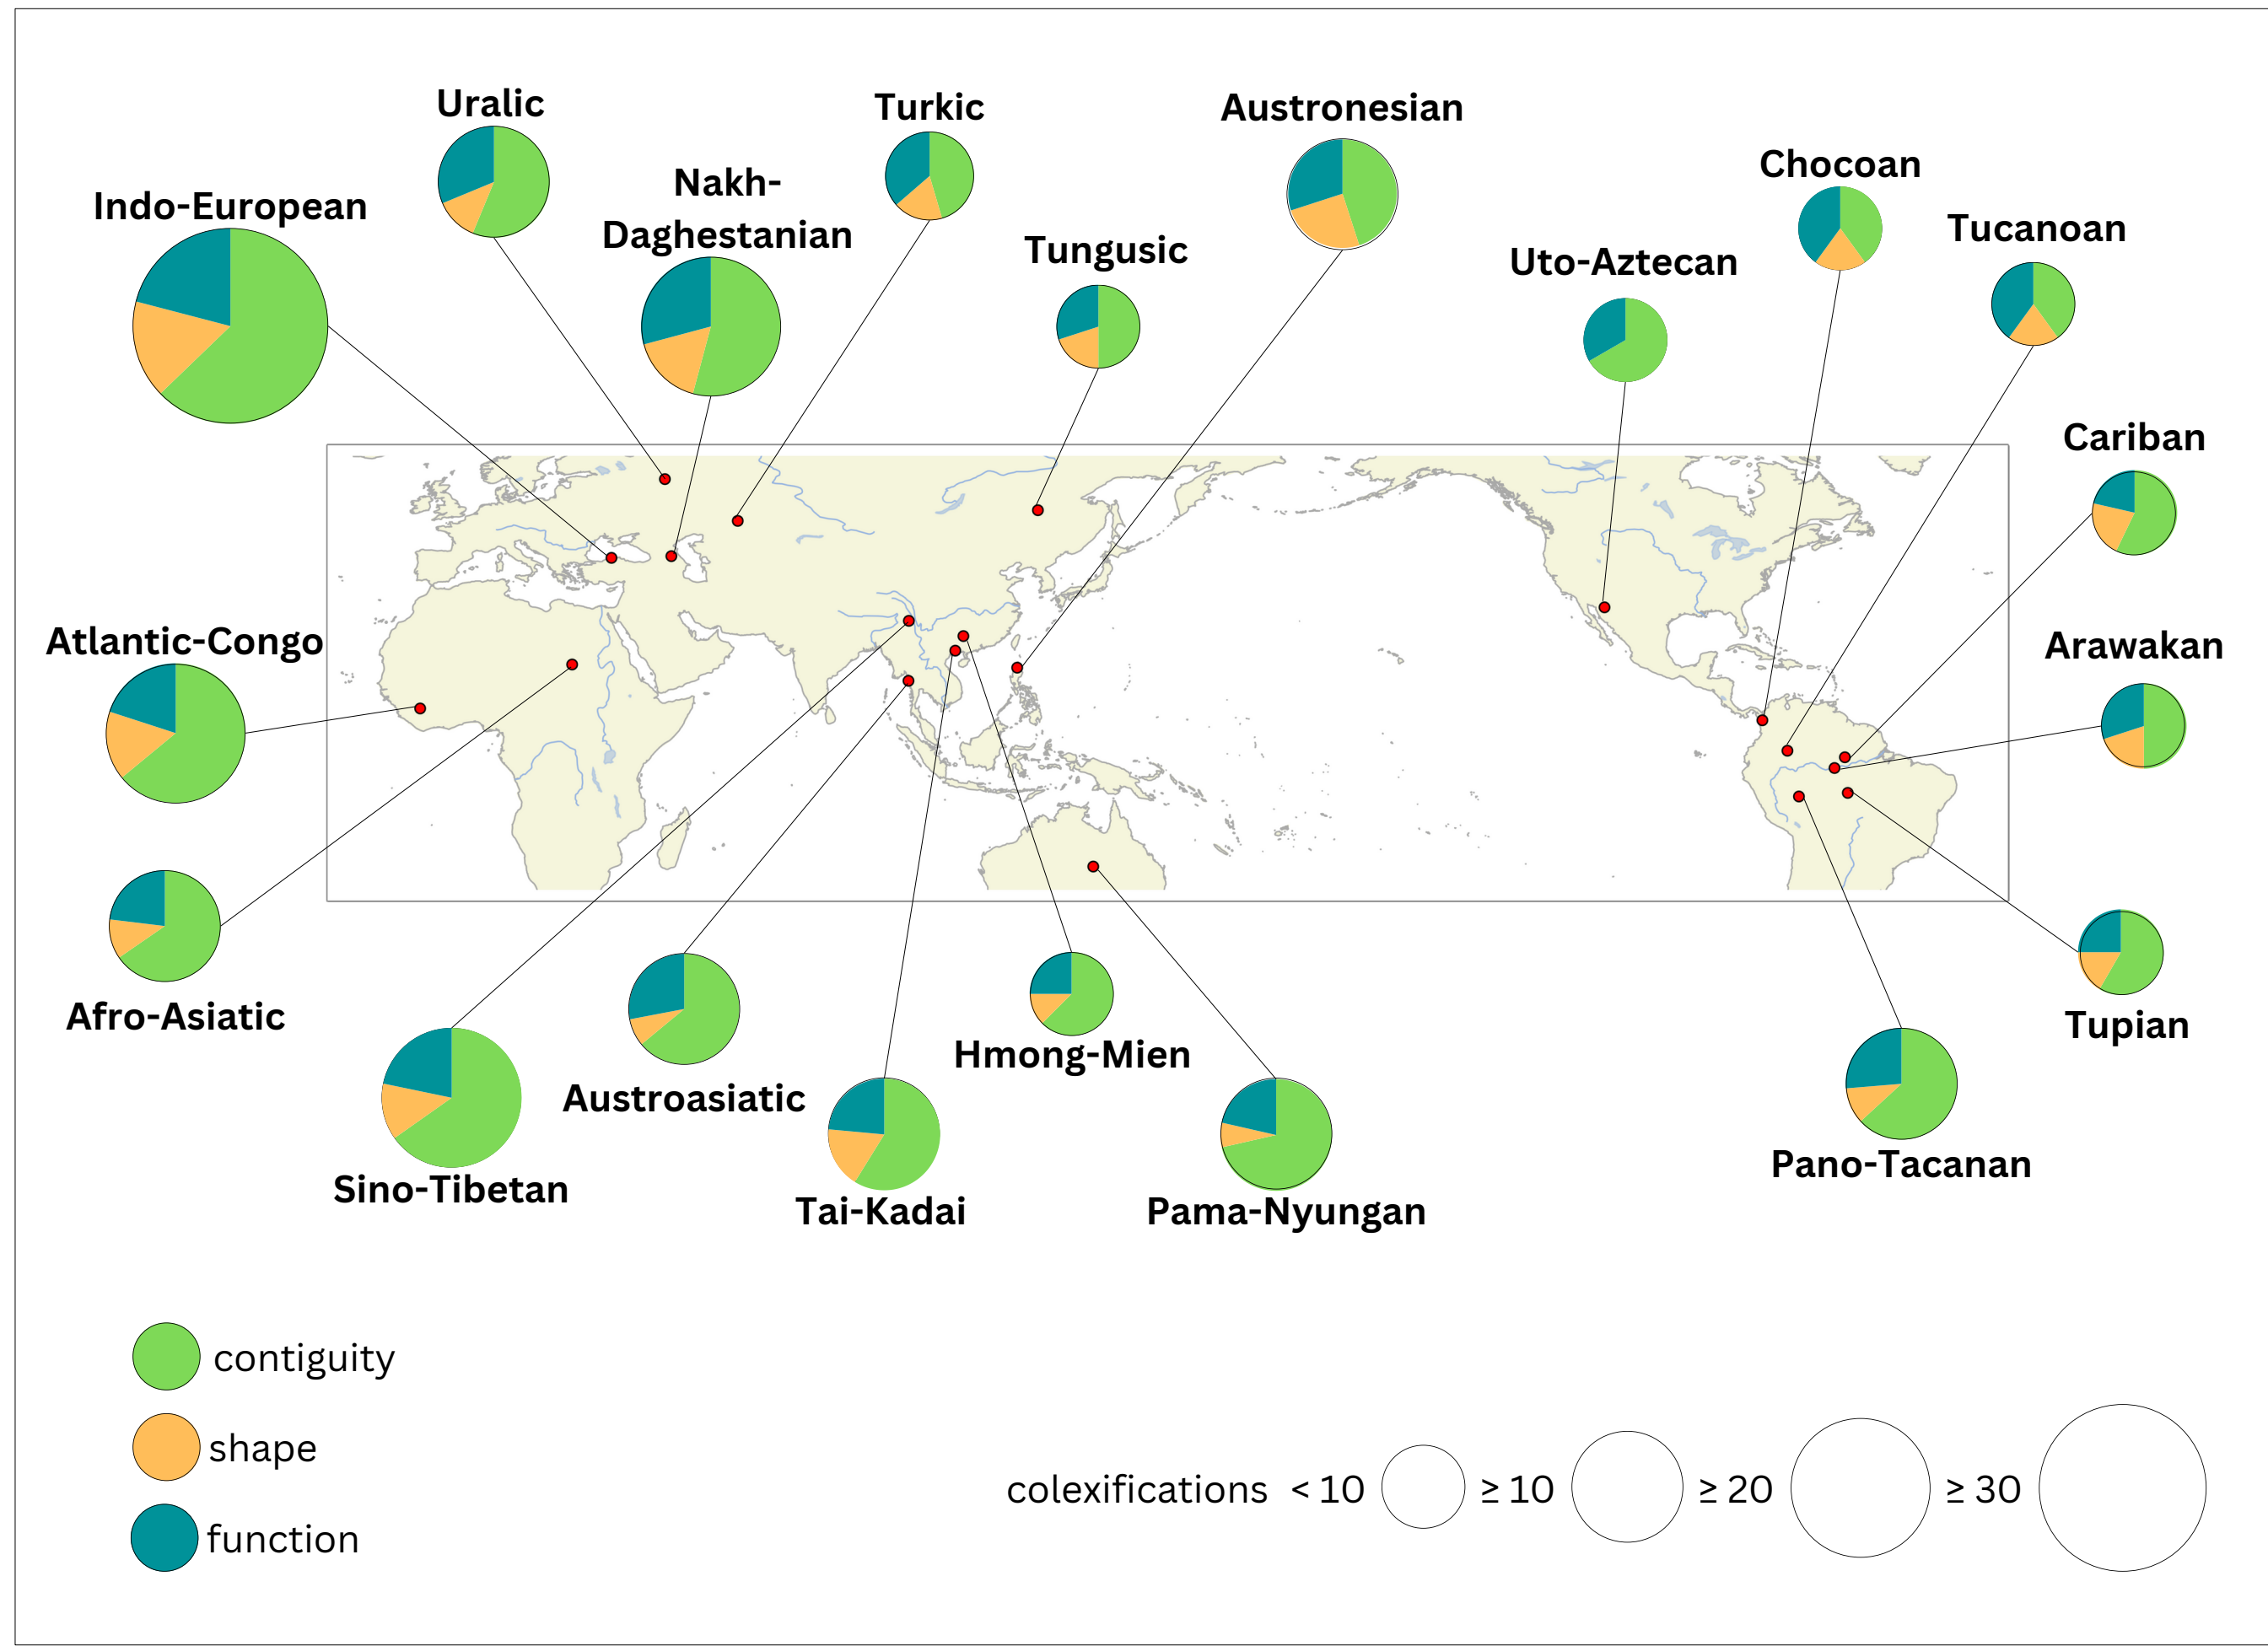 Uralic
Turkic
Austronesian
Chocoan
Nakh-
Daghestanian
Indo-European
Tucanoan
Tungusic
Uto-Aztecan
Cariban
Atlantic-Congo
Arawakan
Afro-Asiatic
Tupian
Hmong-Mien
Austroasiatic
Pano-Tacanan
Sino-Tibetan
Tai-Kadai
Pama-Nyungan
contiguity
shape
function
colexifications < 10 ≥ 10 ≥ 20 ≥ 30